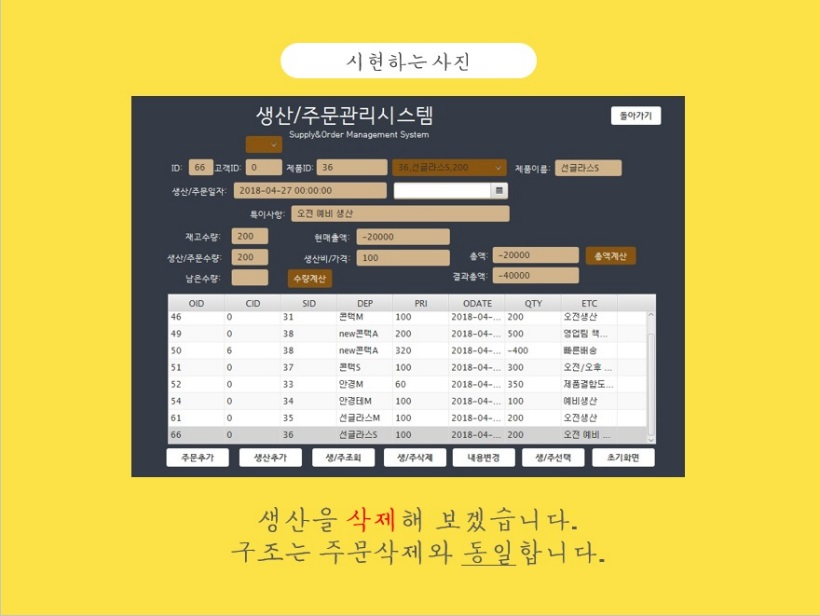 시현하는 사진
생산/주문관리시스템
Supply&Order Management System
돌아가기
ID: 66 고객ID: 0 제품ID: 36 36,선글라스S,200 제품이름: 선글라스S
생산/주문일자: 2018-04-27 00:00:00
특이사항: 오전 예비 생산
재고수량: 200 현매출액: -20000
생산/주문수량: 200 생산비/가격: 100 총액: -20000 총액계산
남은수량: 수량계산 결과총액: -40000
OID CID SID DEP PRI ODATE QTY ETC
46 0 31 콘택M 100 2018-04-... 200 오전생산
49 0 38 new콘택A 200 2018-04-... 500 영업팀 책...
50 6 38 new콘택A 320 2018-04-... -400 빠른배송
51 0 37 콘택S 100 2018-04-... 300 오전/오후 ...
52 0 33 안경M 60 2018-04-... 350 제품결함도...
54 0 34 안경테M 100 2018-04-... 100 예비생산
61 0 35 선글라스M 100 2018-04-... 200 오전생산
66 0 36 선글라스S 100 2018-04-... 200 오전 예비 ...
주문추가 생산추가 생/주조회 생/주삭제 내용변경 생/주선택 초기화면
생산을 삭제해 보겠습니다.
구조는 주문삭제와 동일합니다.